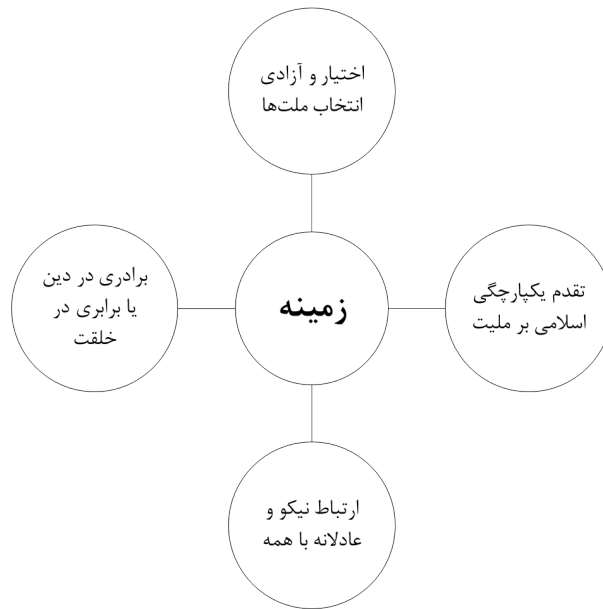 اختیار و آزادی
انتخاب ملت‌ها
تقدم یکپارچگی
اسلامی بر ملیت
زمینه
برادری در دین
یا برابری در
خلقت
ارتباط نیکو و
عادلانه با همه